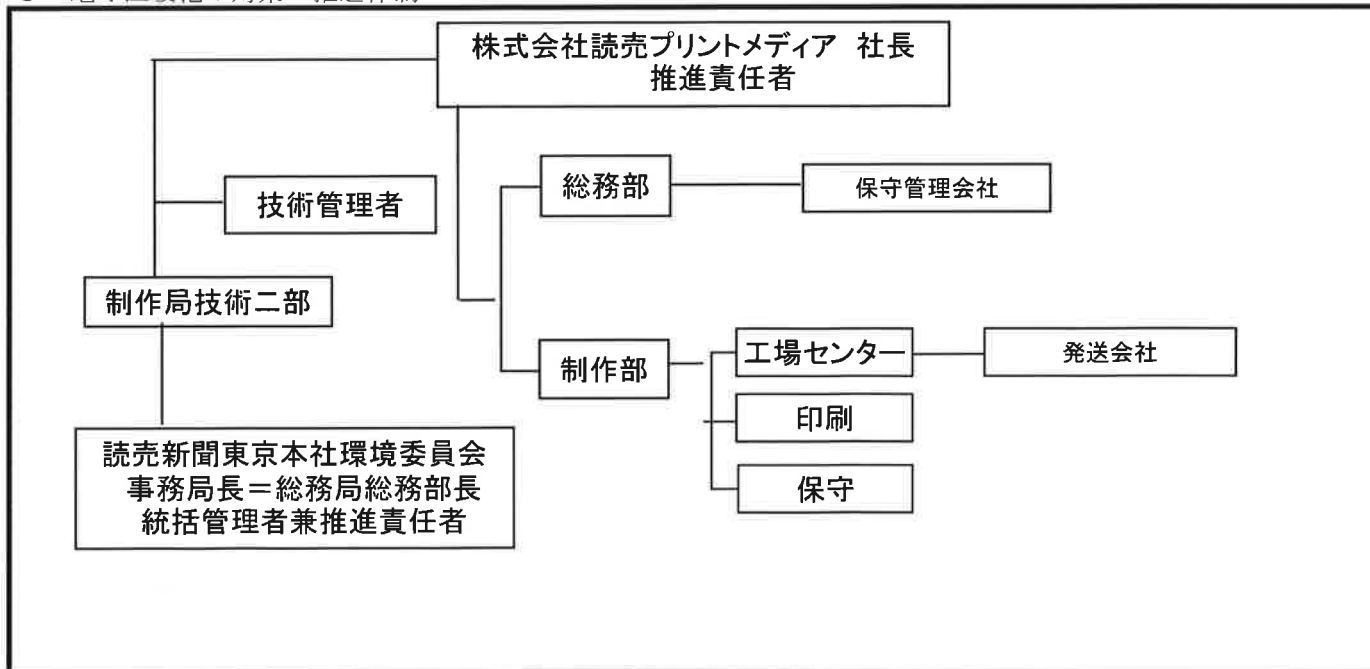 株式会社読売プリントメディア 社長
推進責任者
技術管理者
総務部
保守管理会社
制作局技術二部
制作部
工場センター
発送会社
印刷
保守
読売新聞東京本社環境委員会
事務局長=総務局総務部長
統括管理者兼推進責任者